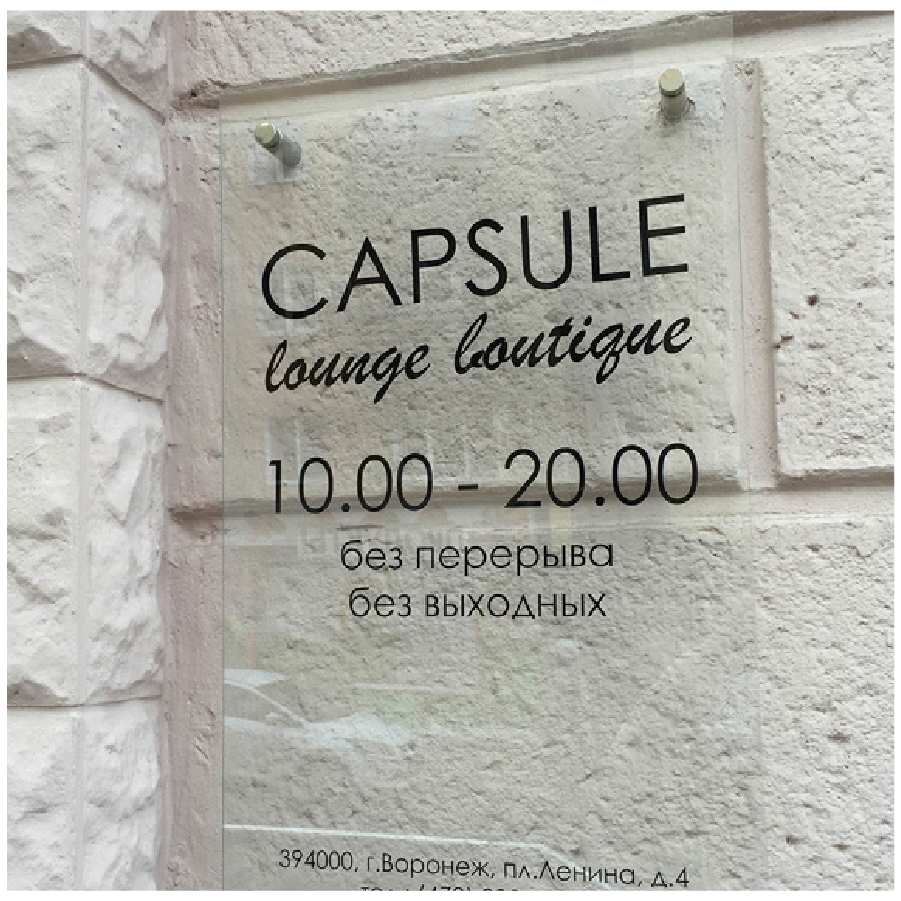 CAPSULE
lounge boutique
10.00 - 20.00
без перерыва
без выходных
394000, г.Воронеж, пл.Ленина, д.4